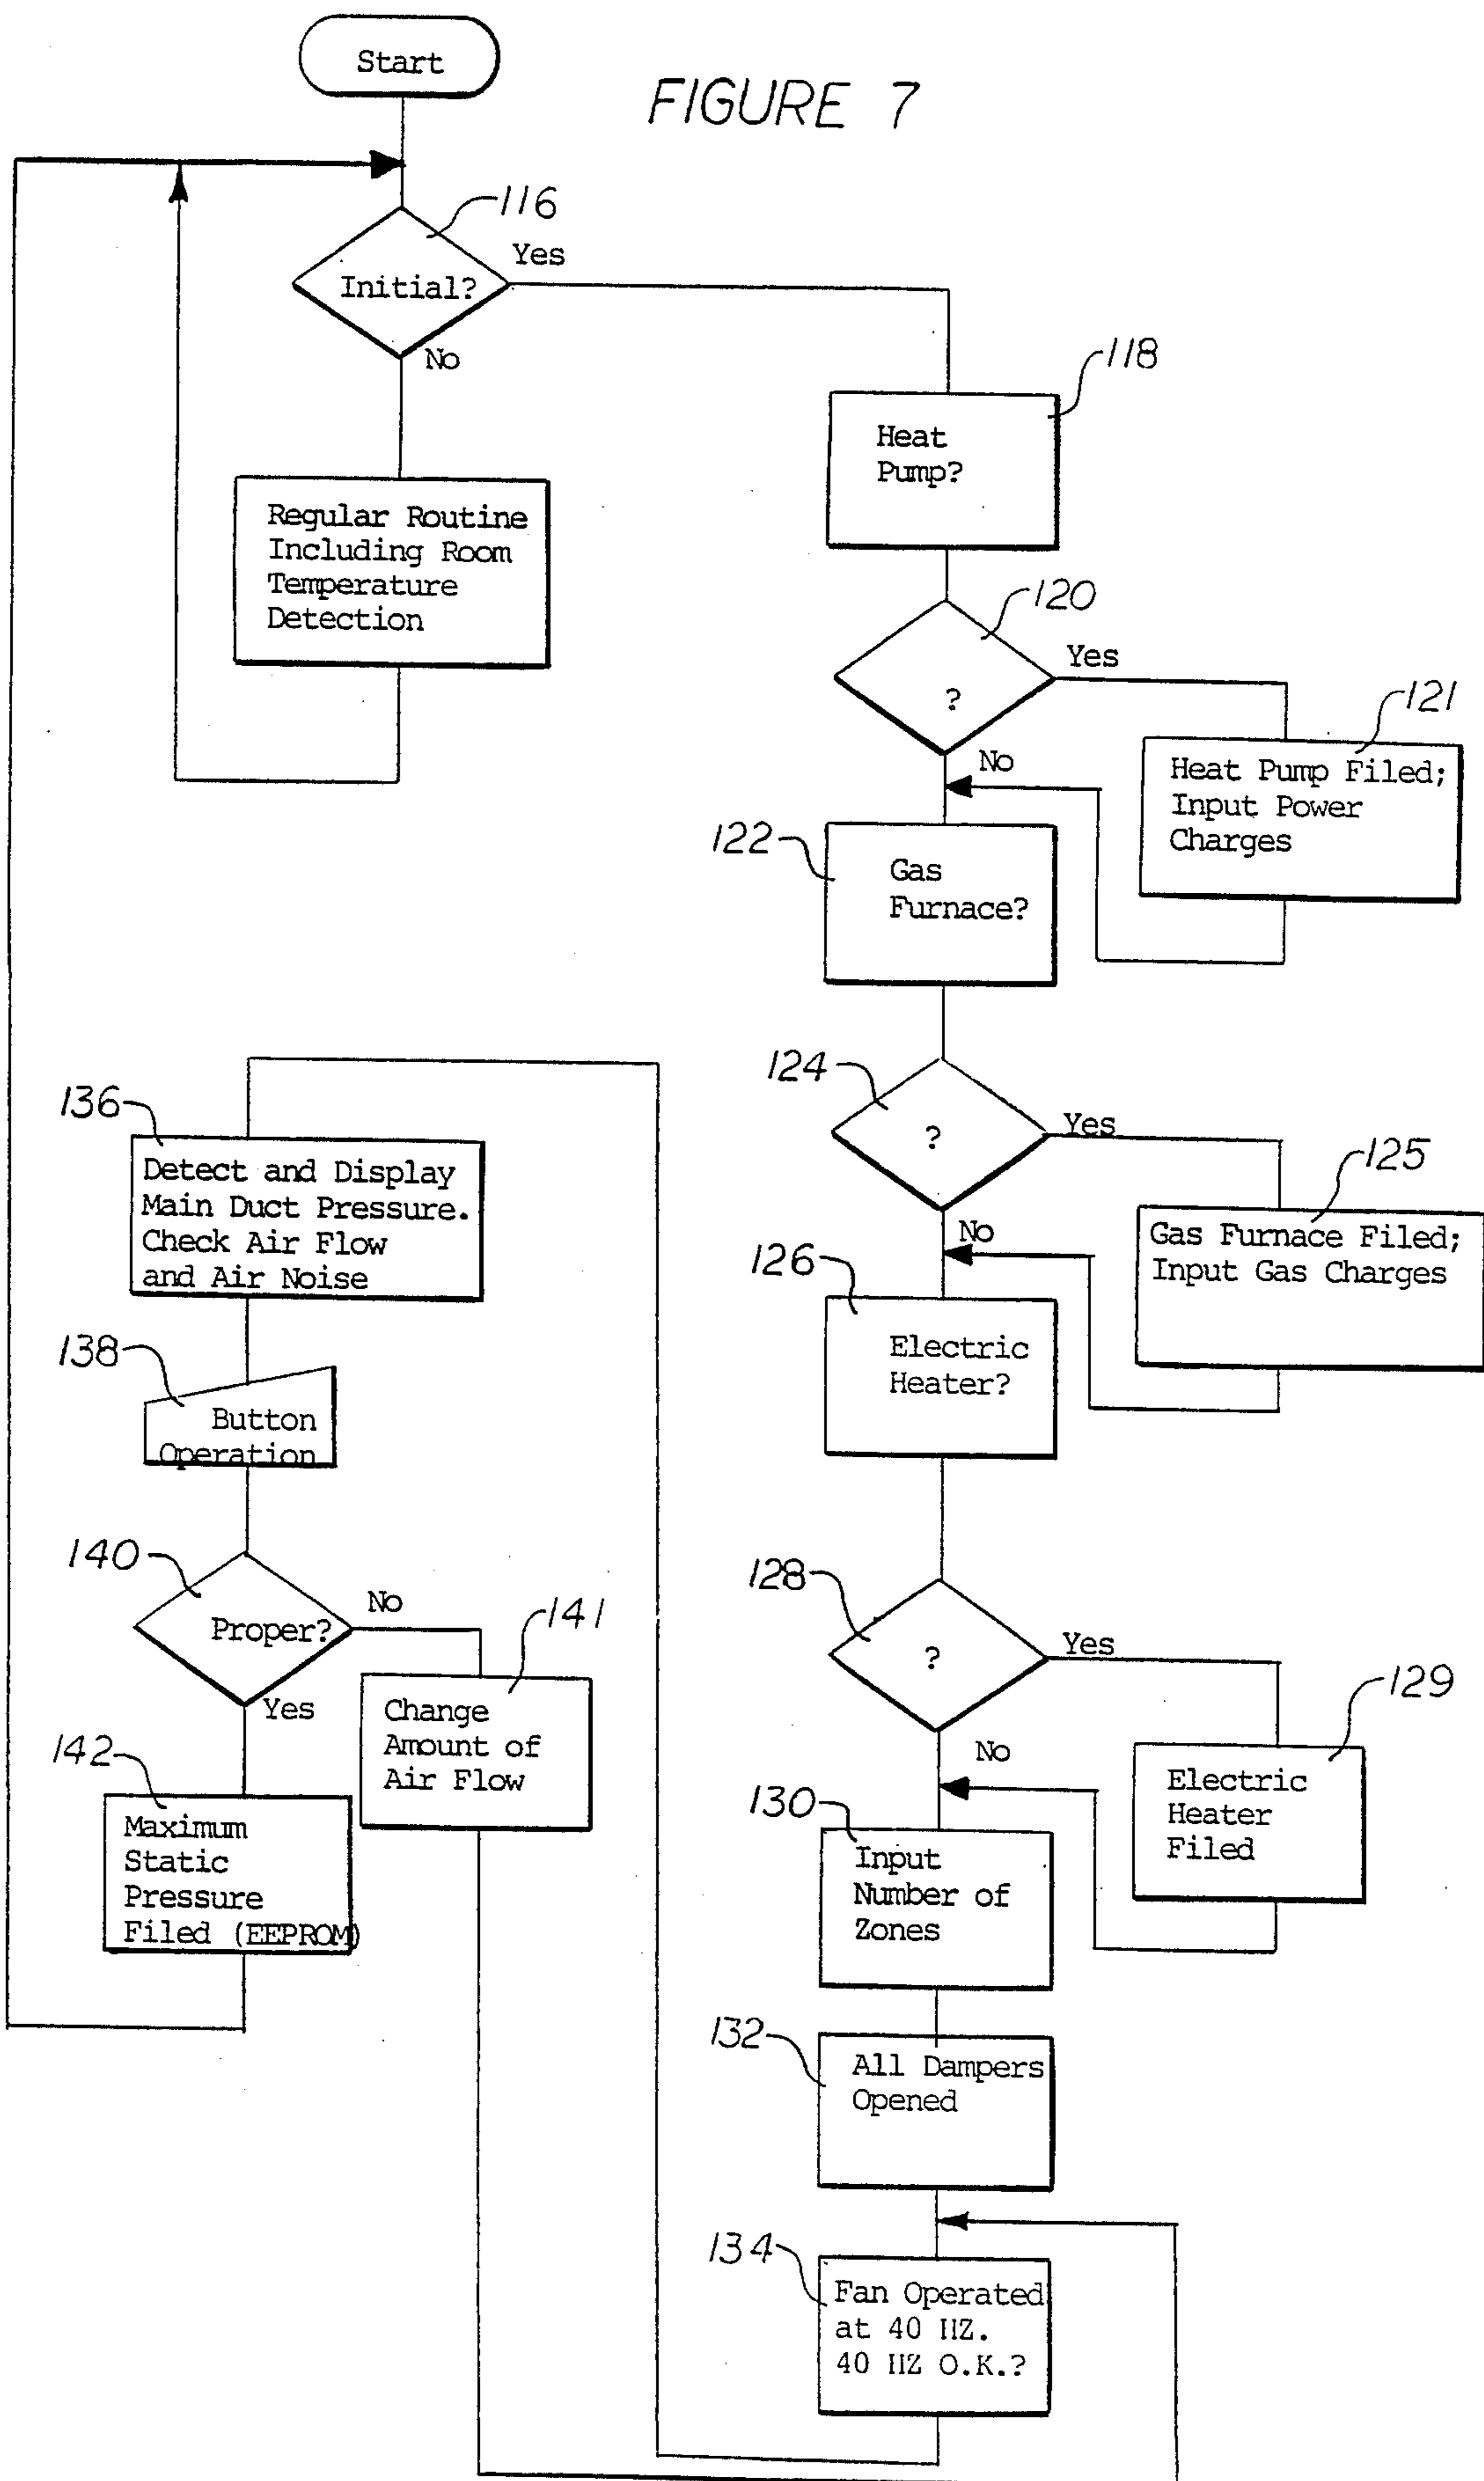 Start
FIGURE 7
116
Initial?
Yes
No
118
Heat
Pump?
Regular Routine
Including Room
Temperature
Detection
120
?
Yes
No
121
Heat Pump Filed;
Input Power
Charges
122
Gas
Furnace?
124
?
Yes
No
125
Gas Furnace Filed;
Input Gas Charges
126
Electric
Heater?
128
?
Yes
No
129
Electric
Heater
Filed
130
Input
Number of
Zones
132
All Dampers
Opened
134
Fan Operated
at 40 HZ.
40 HZ O.K.?
136
Detect and Display
Main Duct Pressure.
Check Air Flow
and Air Noise
138
Button
Operation
140
Proper?
No
Yes
141
Change
Amount of
Air Flow
142
Maximum
Static
Pressure
Filed (EEPROM)